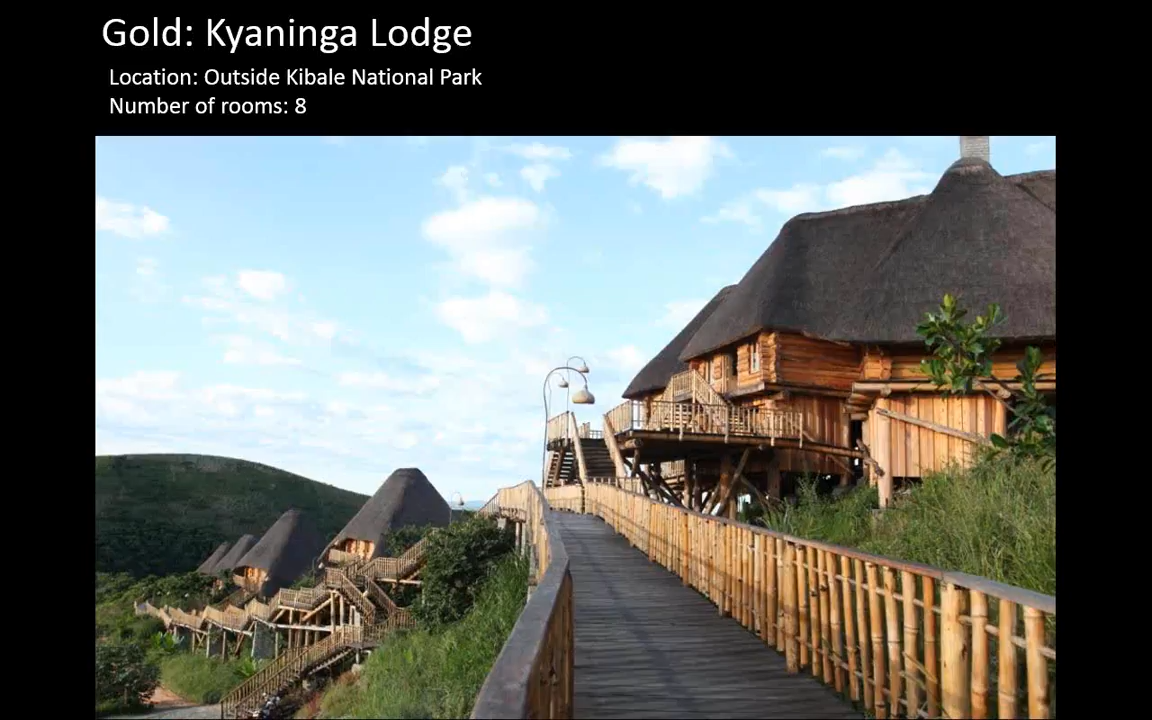 Gold: Kyaninga Lodge
Location: Outside Kibale National Park
Number of rooms: 8